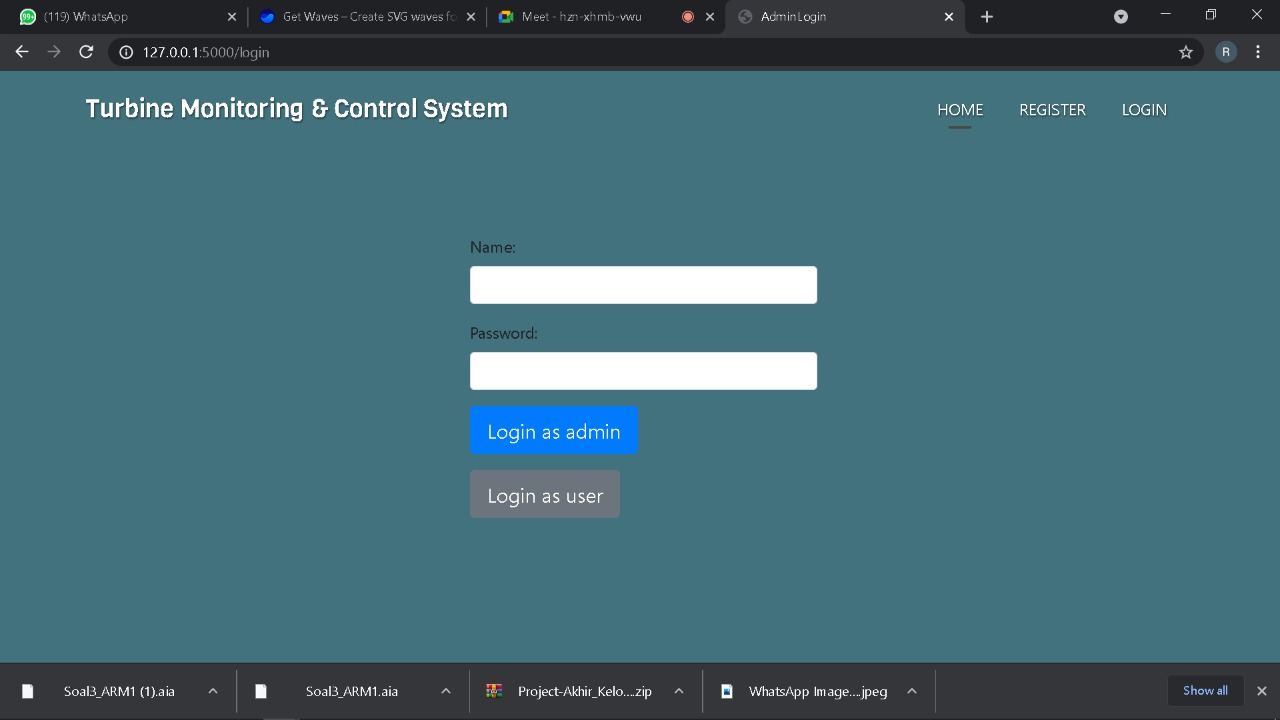 99+
(119) WhatsApp
Get Waves – Create SVG waves fo
Meet - hzn-xhmb-vwu
AdminLogin
127.0.0.1:5000/login
R
Turbine Monitoring & Control System
HOME
REGISTER
LOGIN
Name:
Password:
Login as admin
Login as user
Soal3_ARM1 (1).aia
Soal3_ARM1.aia
Project-Akhir_Kelo....zip
WhatsApp Image....jpeg
Show all